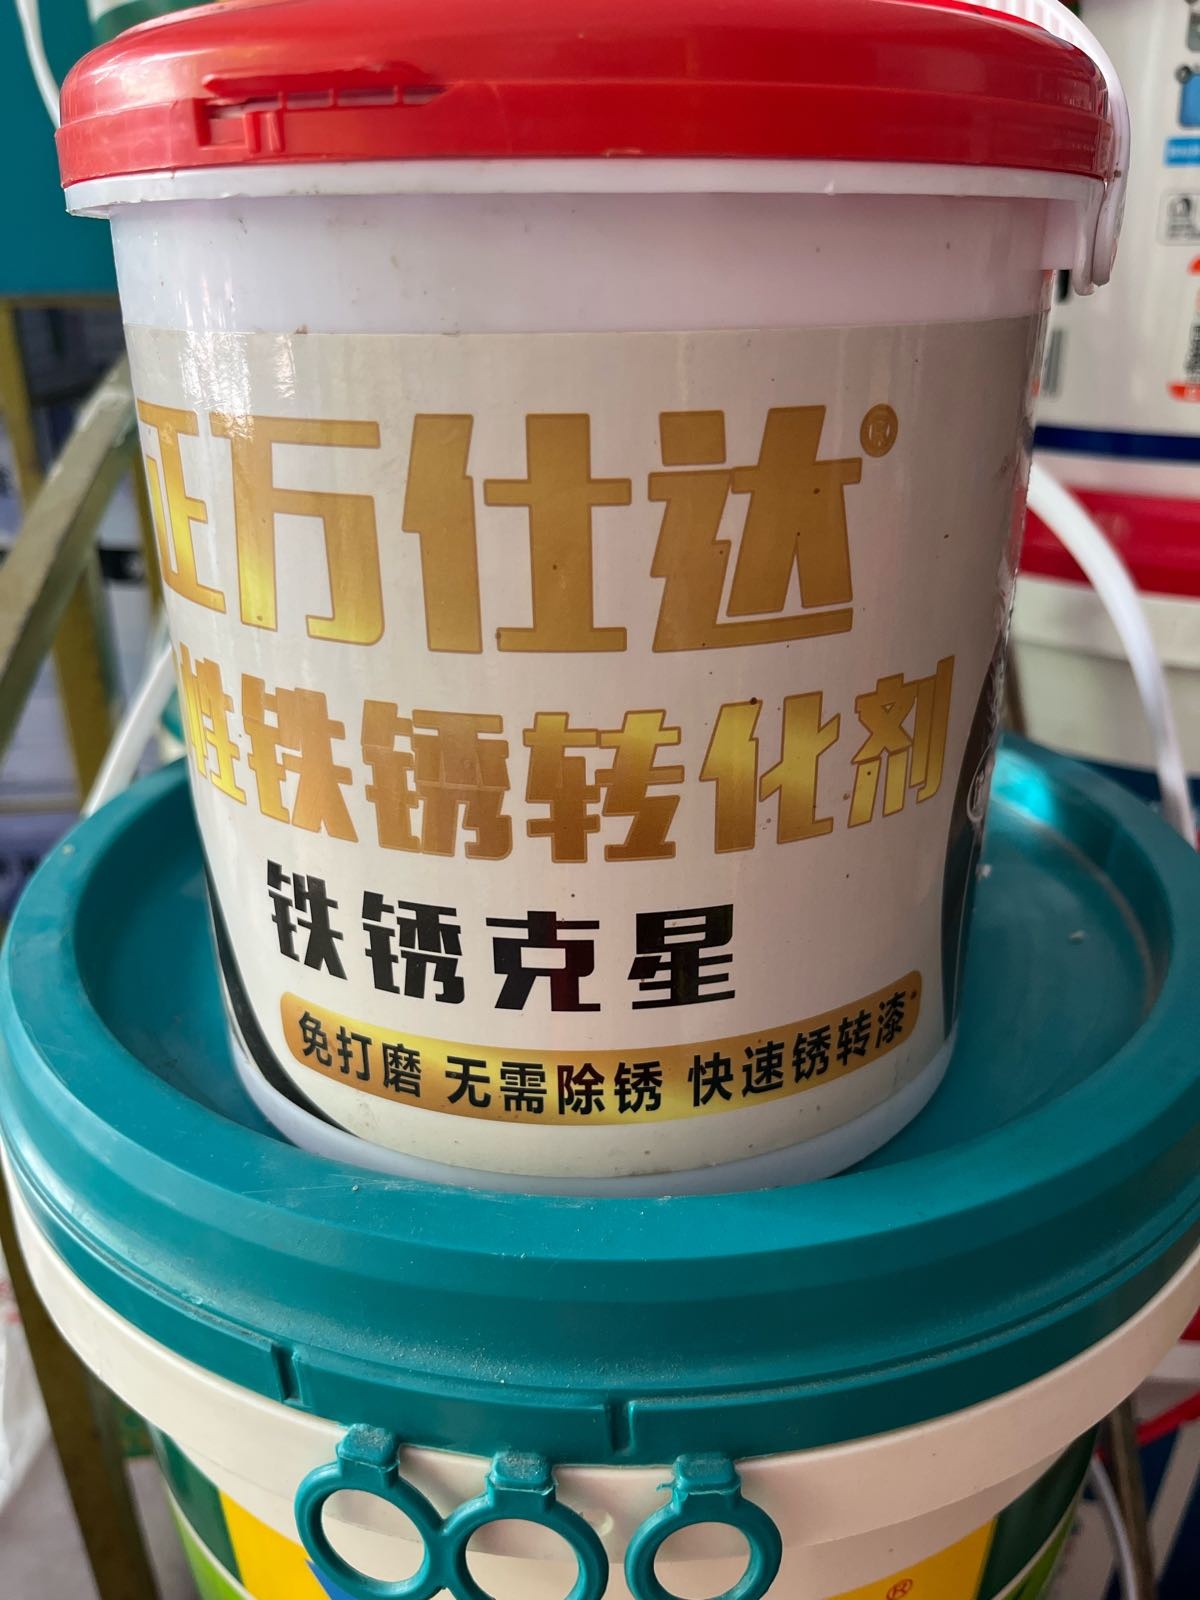 正万仕达®
性铁锈转化剂
铁锈克星
免打磨 无需除锈 快速锈转漆
®